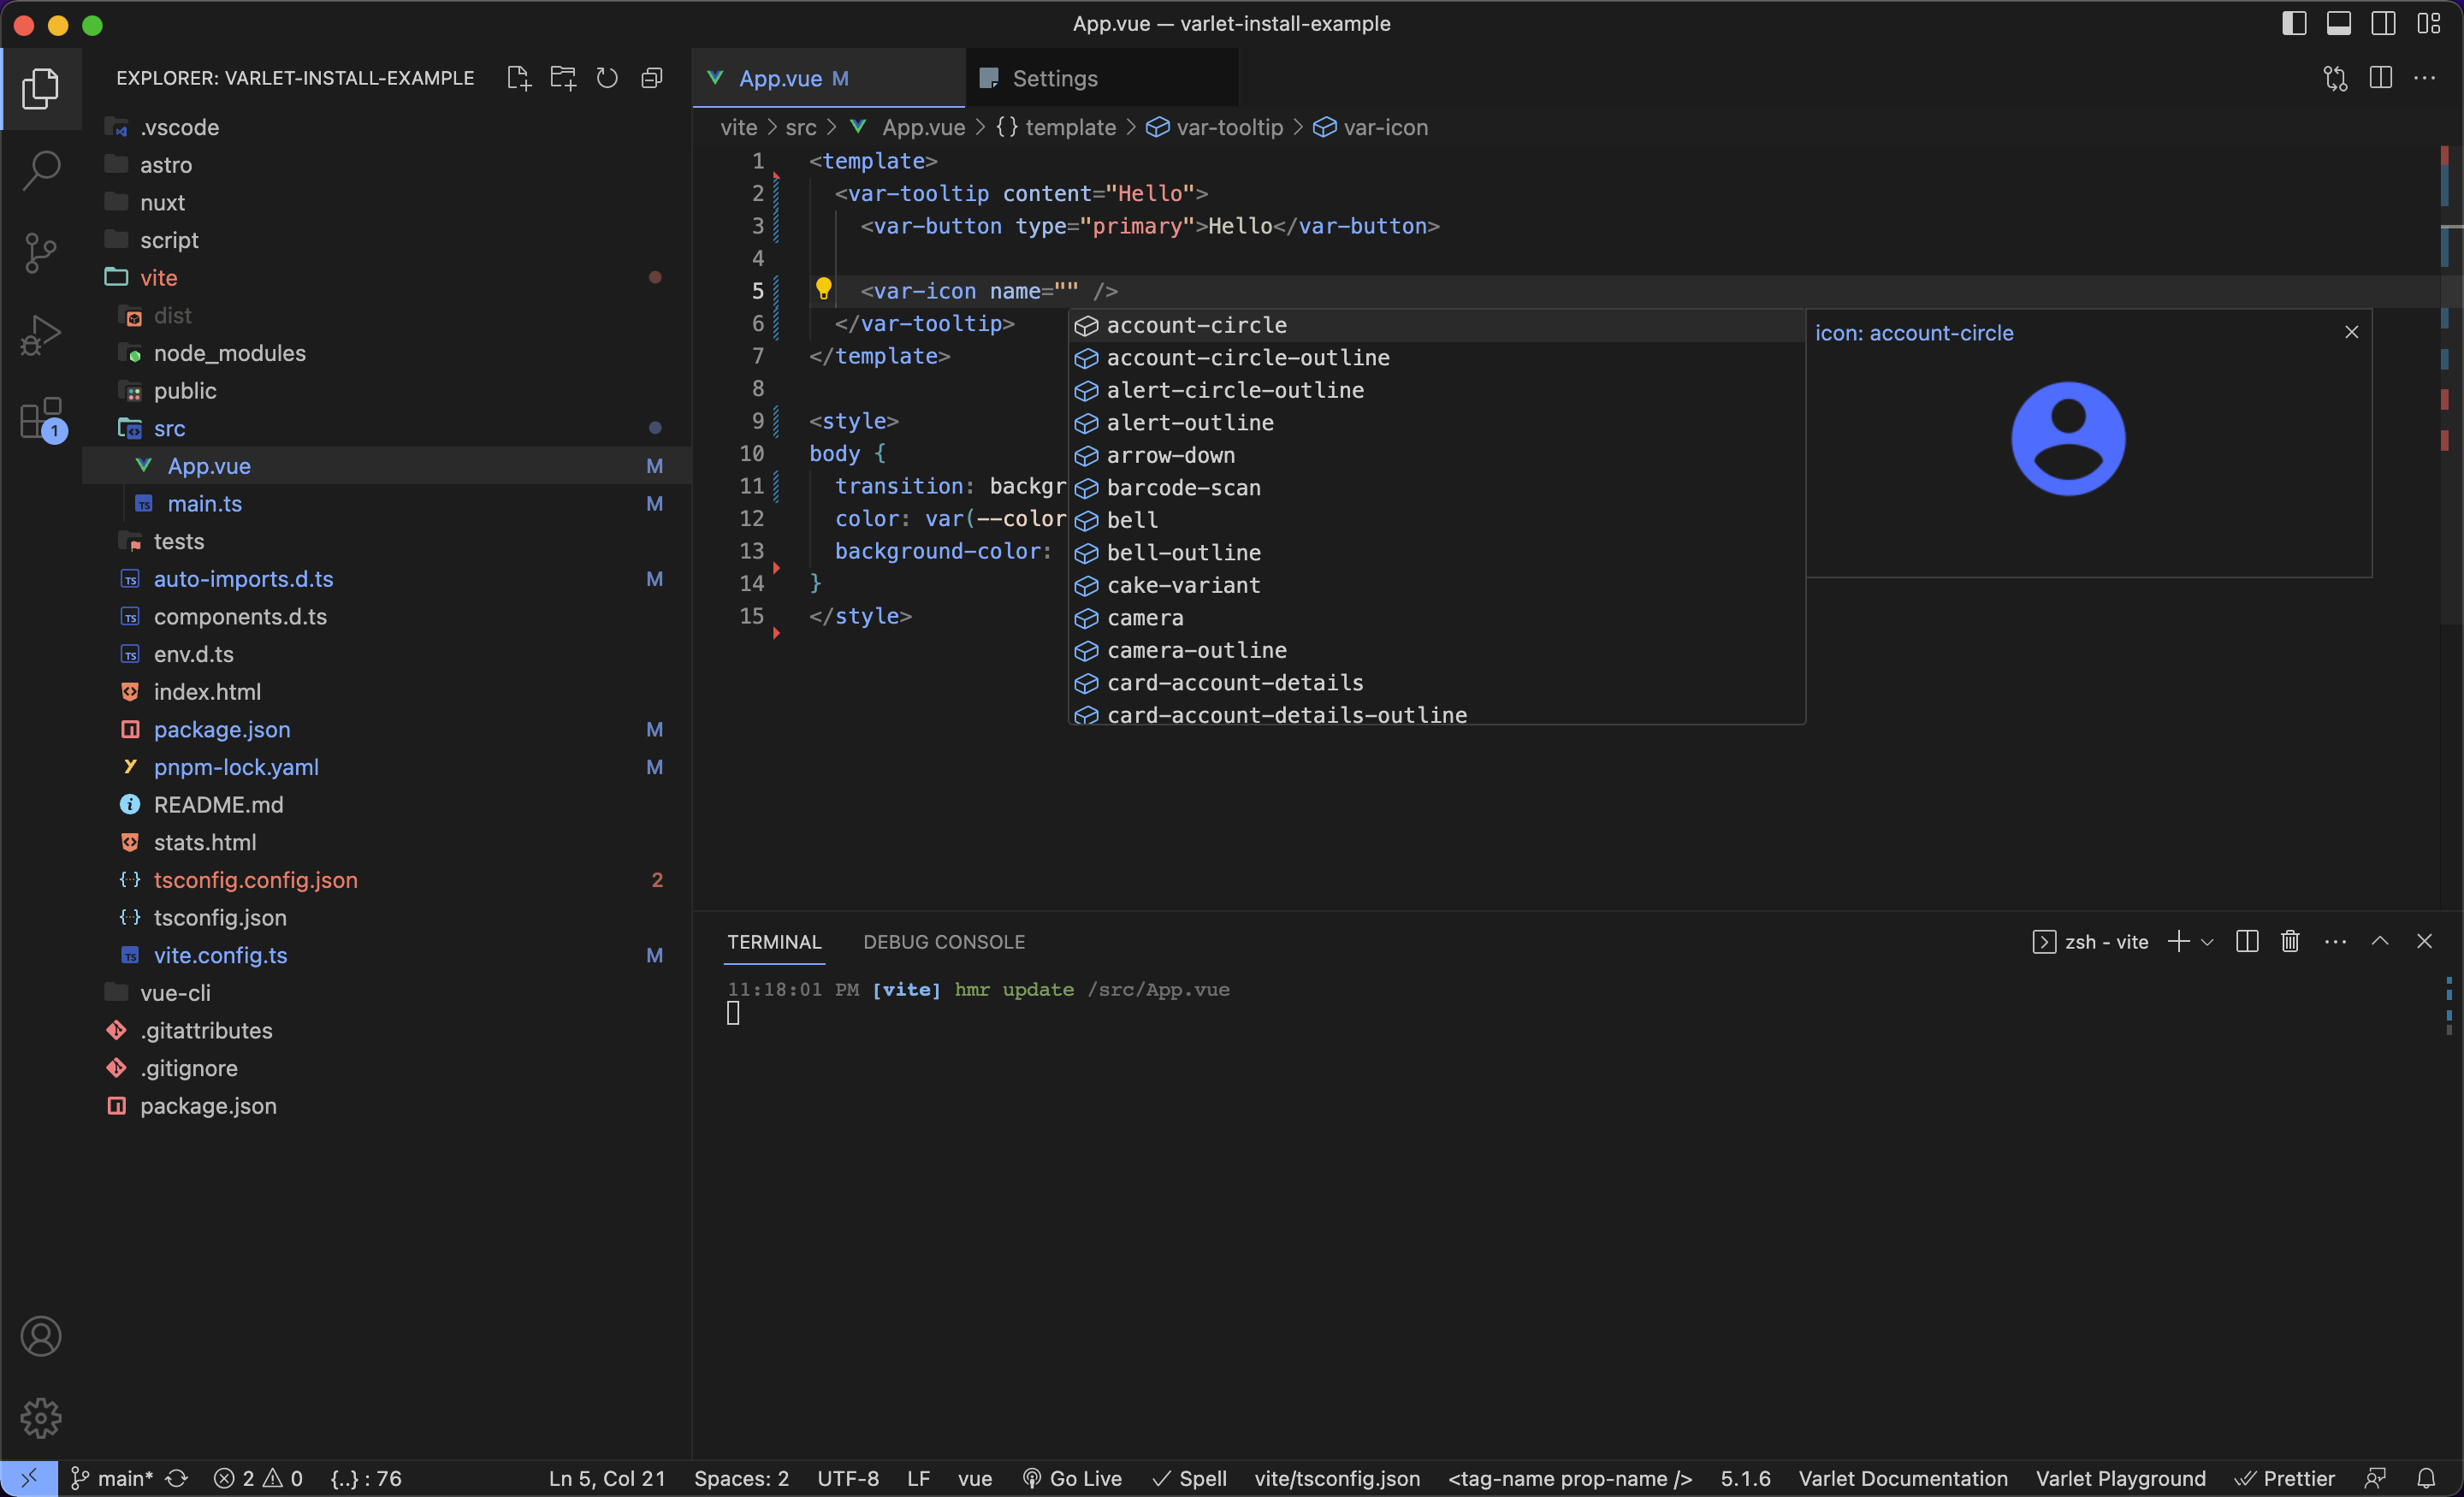 App.vue — varlet-install-example
EXPLORER: VARLET-INSTALL-EXAMPLE
.vscode
astro
nuxt
script
vite
dist
node_modules
public
src
App.vue M
main.ts M
tests
auto-imports.d.ts M
components.d.ts
env.d.ts
index.html
package.json M
pnpm-lock.yaml M
README.md
stats.html
tsconfig.config.json 2
tsconfig.json
vite.config.ts M
vue-cli
.gitattributes
.gitignore
package.json
1
App.vue M
Settings
vite > src > App.vue > {} template > var-tooltip > var-icon
1 <template>
2 <var-tooltip content="Hello">
3 <var-button type="primary">Hello</var-button>
4
5 <var-icon name="" />
6 </var-tooltip>
7 </template>
8
9 <style>
10 body {
11 transition: backgr
12 color: var(--color
13 background-color:
14 }
15 </style>
account-circle
account-circle-outline
alert-circle-outline
alert-outline
arrow-down
barcode-scan
bell
bell-outline
cake-variant
camera
camera-outline
card-account-details
card-account-details-outline
icon: account-circle
TERMINAL DEBUG CONSOLE
zsh - vite
11:18:01 PM [vite] hmr update /src/App.vue
main* 2 0 {..} : 76 Ln 5, Col 21 Spaces: 2 UTF-8 LF vue Go Live Spell vite/tsconfig.json <tag-name prop-name /> 5.1.6 Varlet Documentation Varlet Playground Prettier